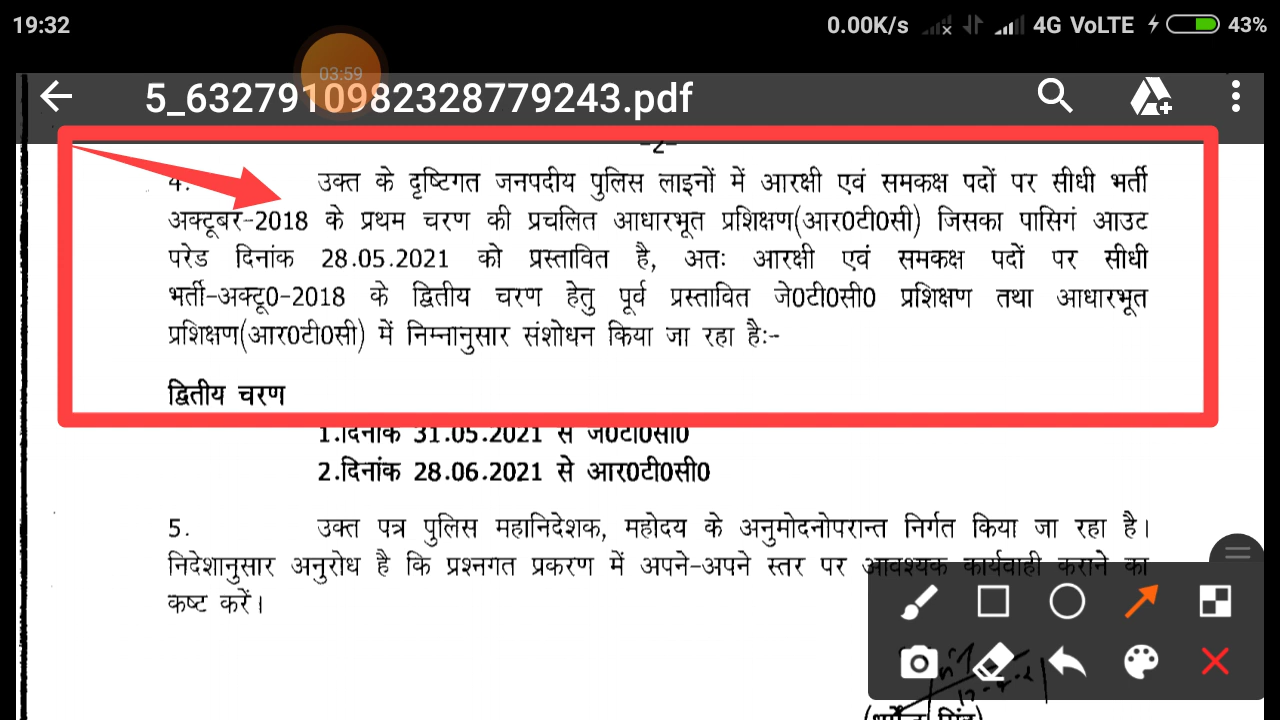 19:32
0.00K/s 4G VoLTE 43%
03:59
5_6327910982328779243.pdf
-2-
4. उक्त के दृष्टिगत जनपदीय पुलिस लाइनों में आरक्षी एवं समकक्ष पदों पर सीधी भर्ती
अक्टूबर-2018 के प्रथम चरण की प्रचलित आधारभूत प्रशिक्षण(आर0टी0सी) जिसका पासिगं आउट
परेड दिनांक 28.05.2021 को प्रस्तावित है, अतः आरक्षी एवं समकक्ष पदों पर सीधी
भर्ती-अक्टू0-2018 के द्वितीय चरण हेतु पूर्व प्रस्तावित जे0टी0सी0 प्रशिक्षण तथा आधारभूत
प्रशिक्षण(आर0टी0सी) में निम्नानुसार संशोधन किया जा रहा है:-
द्वितीय चरण
1.दिनांक 31.05.2021 से जे0टी0सी0
2.दिनांक 28.06.2021 से आर0टी0सी0
5. उक्त पत्र पुलिस महानिदेशक, महोदय के अनुमोदनोपरान्त निर्गत किया जा रहा है।
निदेशानुसार अनुरोध है कि प्रश्नगत प्रकरण में अपने-अपने स्तर पर आवश्यक कार्यवाही कराने का
कष्ट करें।